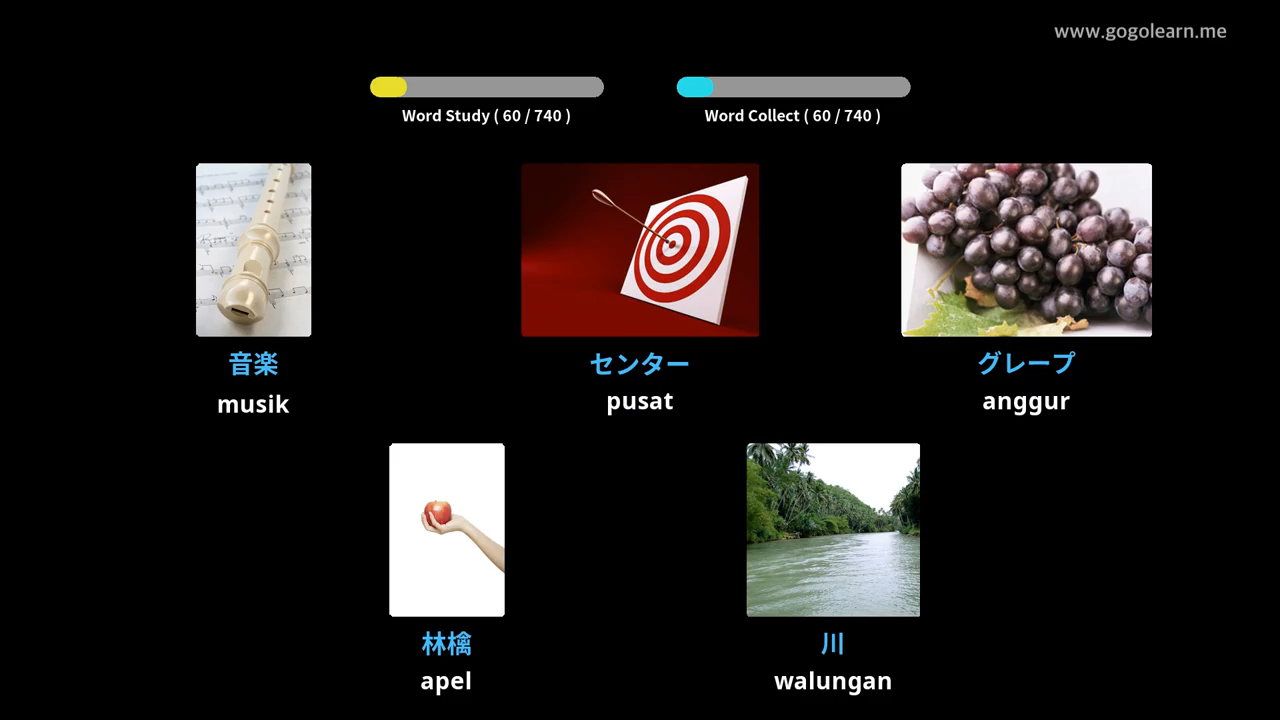 www.gogolearn.me
Word Study ( 60 / 740 )
Word Collect ( 60 / 740 )
音楽
musik
センター
pusat
グレープ
anggur
林檎
apel
川
walungan